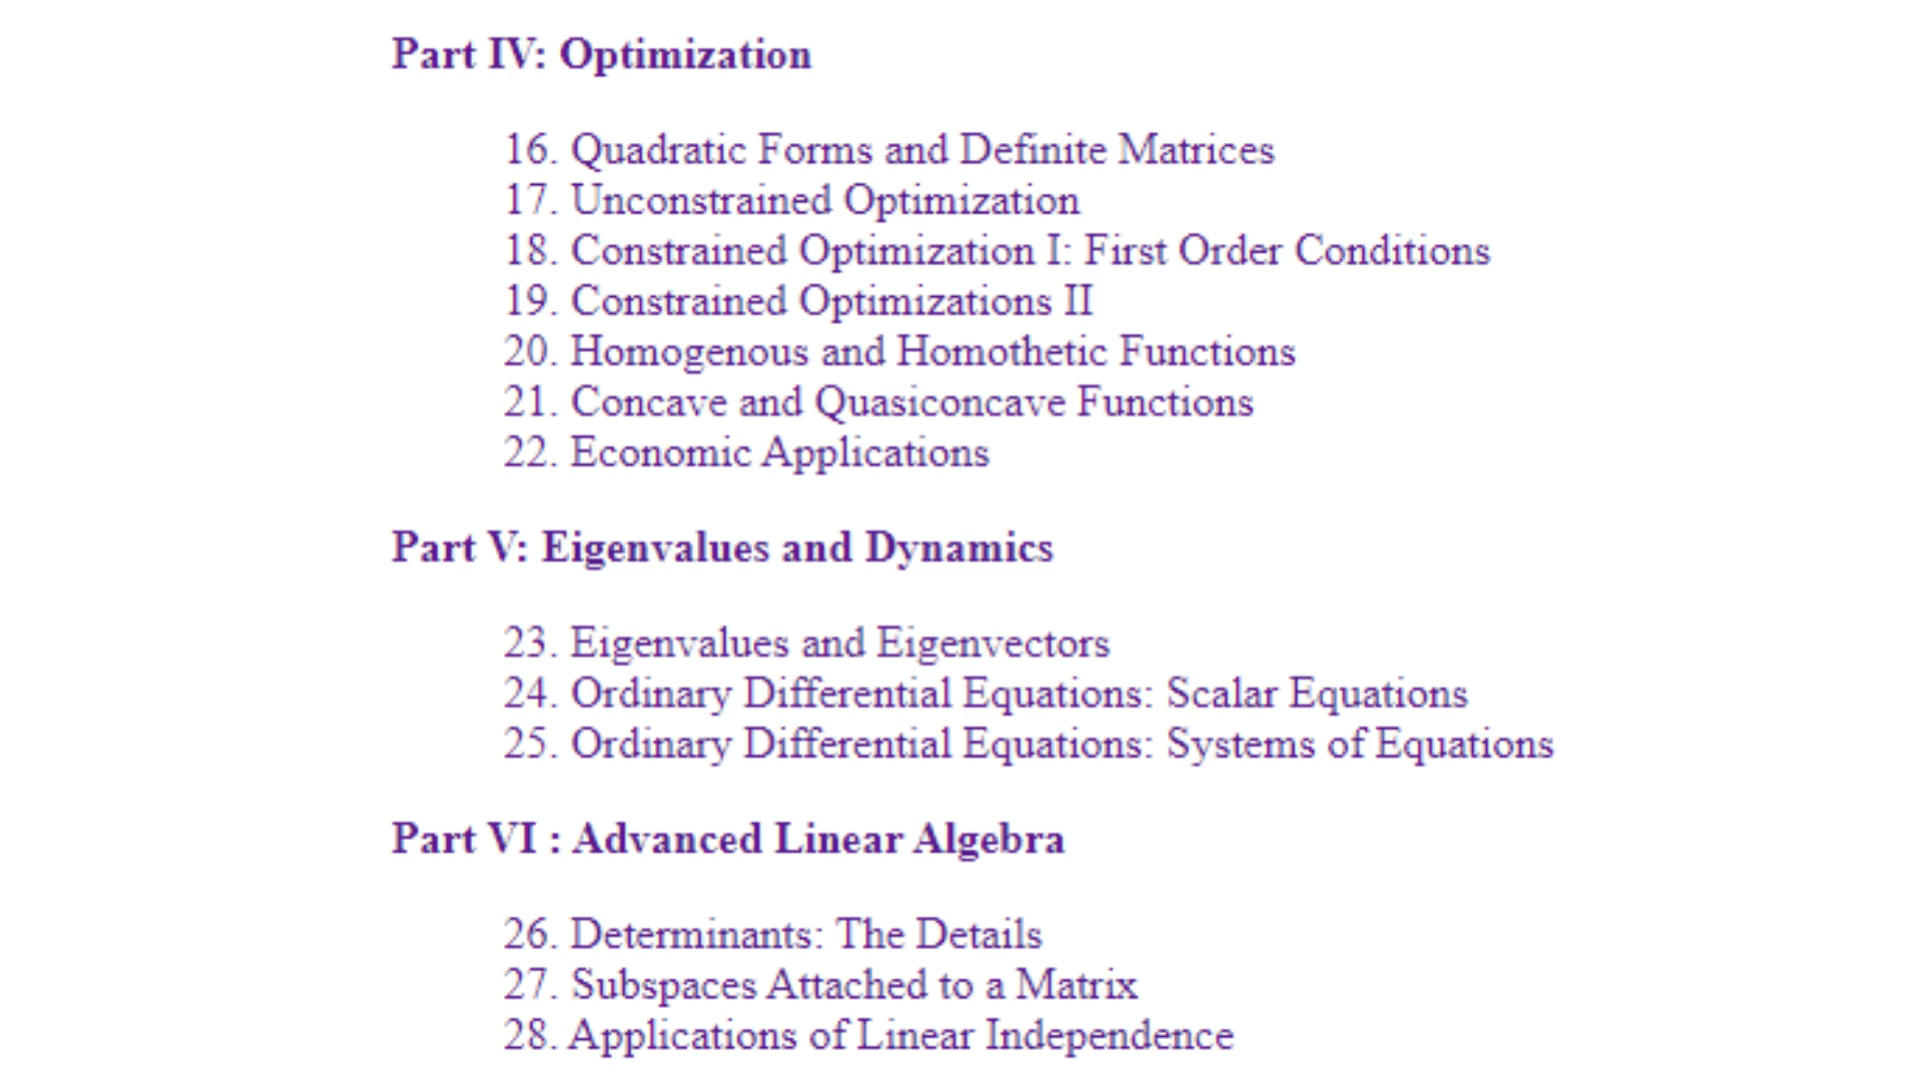 Part IV: Optimization
16. Quadratic Forms and Definite Matrices
17. Unconstrained Optimization
18. Constrained Optimization I: First Order Conditions
19. Constrained Optimizations II
20. Homogenous and Homothetic Functions
21. Concave and Quasiconcave Functions
22. Economic Applications
Part V: Eigenvalues and Dynamics
23. Eigenvalues and Eigenvectors
24. Ordinary Differential Equations: Scalar Equations
25. Ordinary Differential Equations: Systems of Equations
Part VI : Advanced Linear Algebra
26. Determinants: The Details
27. Subspaces Attached to a Matrix
28. Applications of Linear Independence